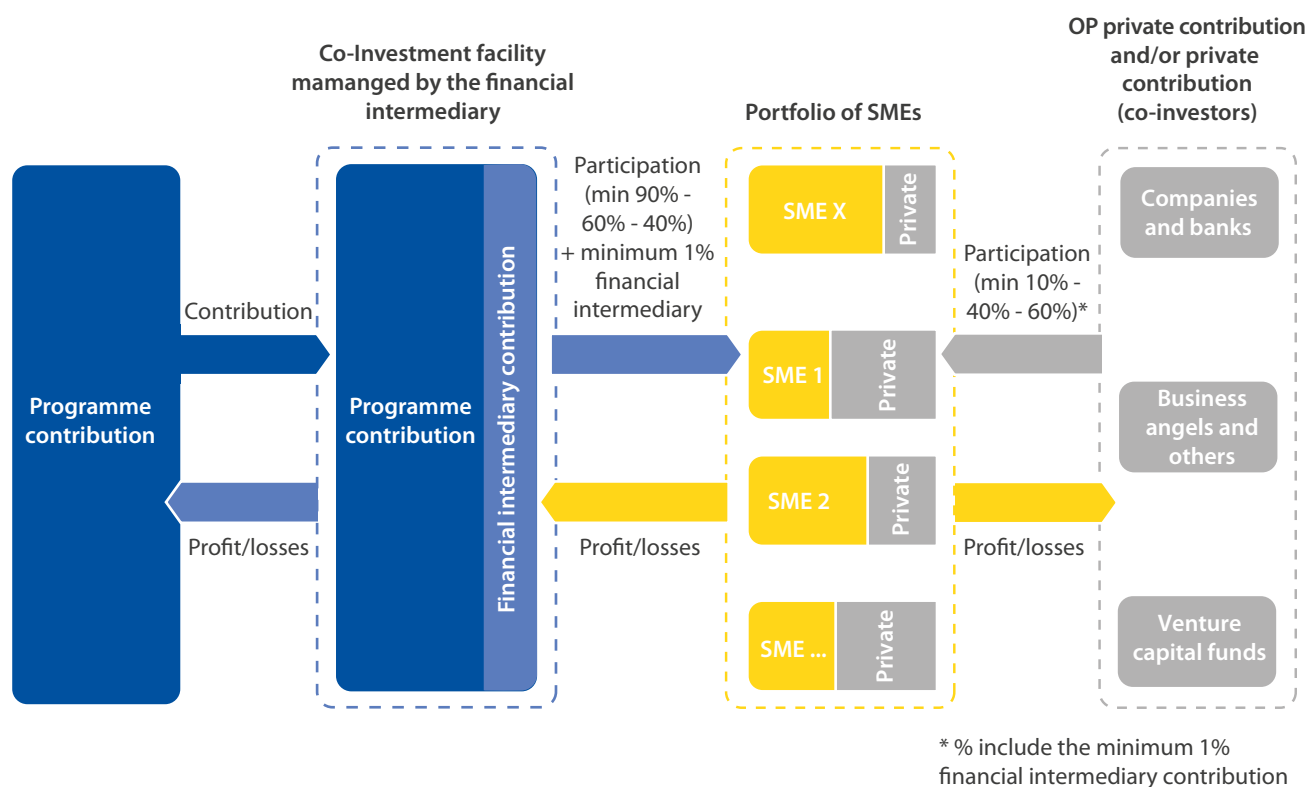 Co-Investment facility
mamanged by the financial
intermediary
Portfolio of SMEs
OP private contribution
and/or private
contribution
(co-investors)
Programme
contribution
Contribution
Profit/losses
Programme
contribution
Financial intermediary contribution
Participation
(min 90% -
60% - 40%)
+ minimum 1%
financial
intermediary
Profit/losses
SME X
Private
SME 1
Private
SME 2
Private
SME ...
Private
Participation
(min 10% -
40% - 60%)*
Profit/losses
Companies
and banks
Business
angels and
others
Venture
capital funds
* % include the minimum 1%
financial intermediary contribution